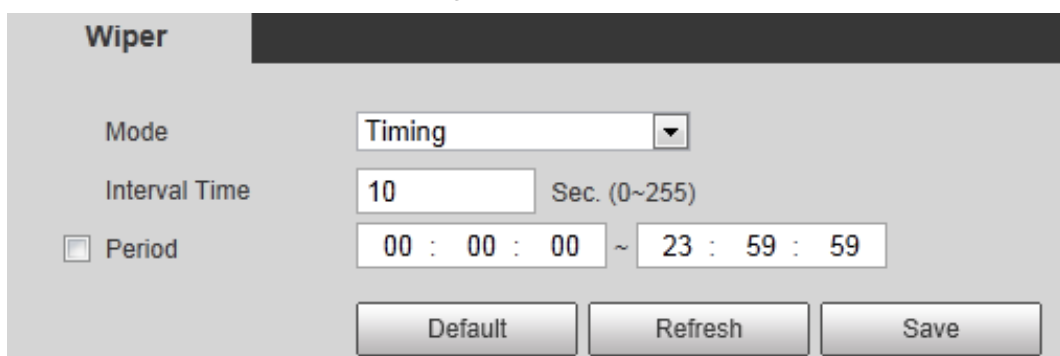 Wiper
Mode Timing
Interval Time 10 Sec. (0~255)
Period 00 : 00 : 00 ~ 23 : 59 : 59
Default Refresh Save